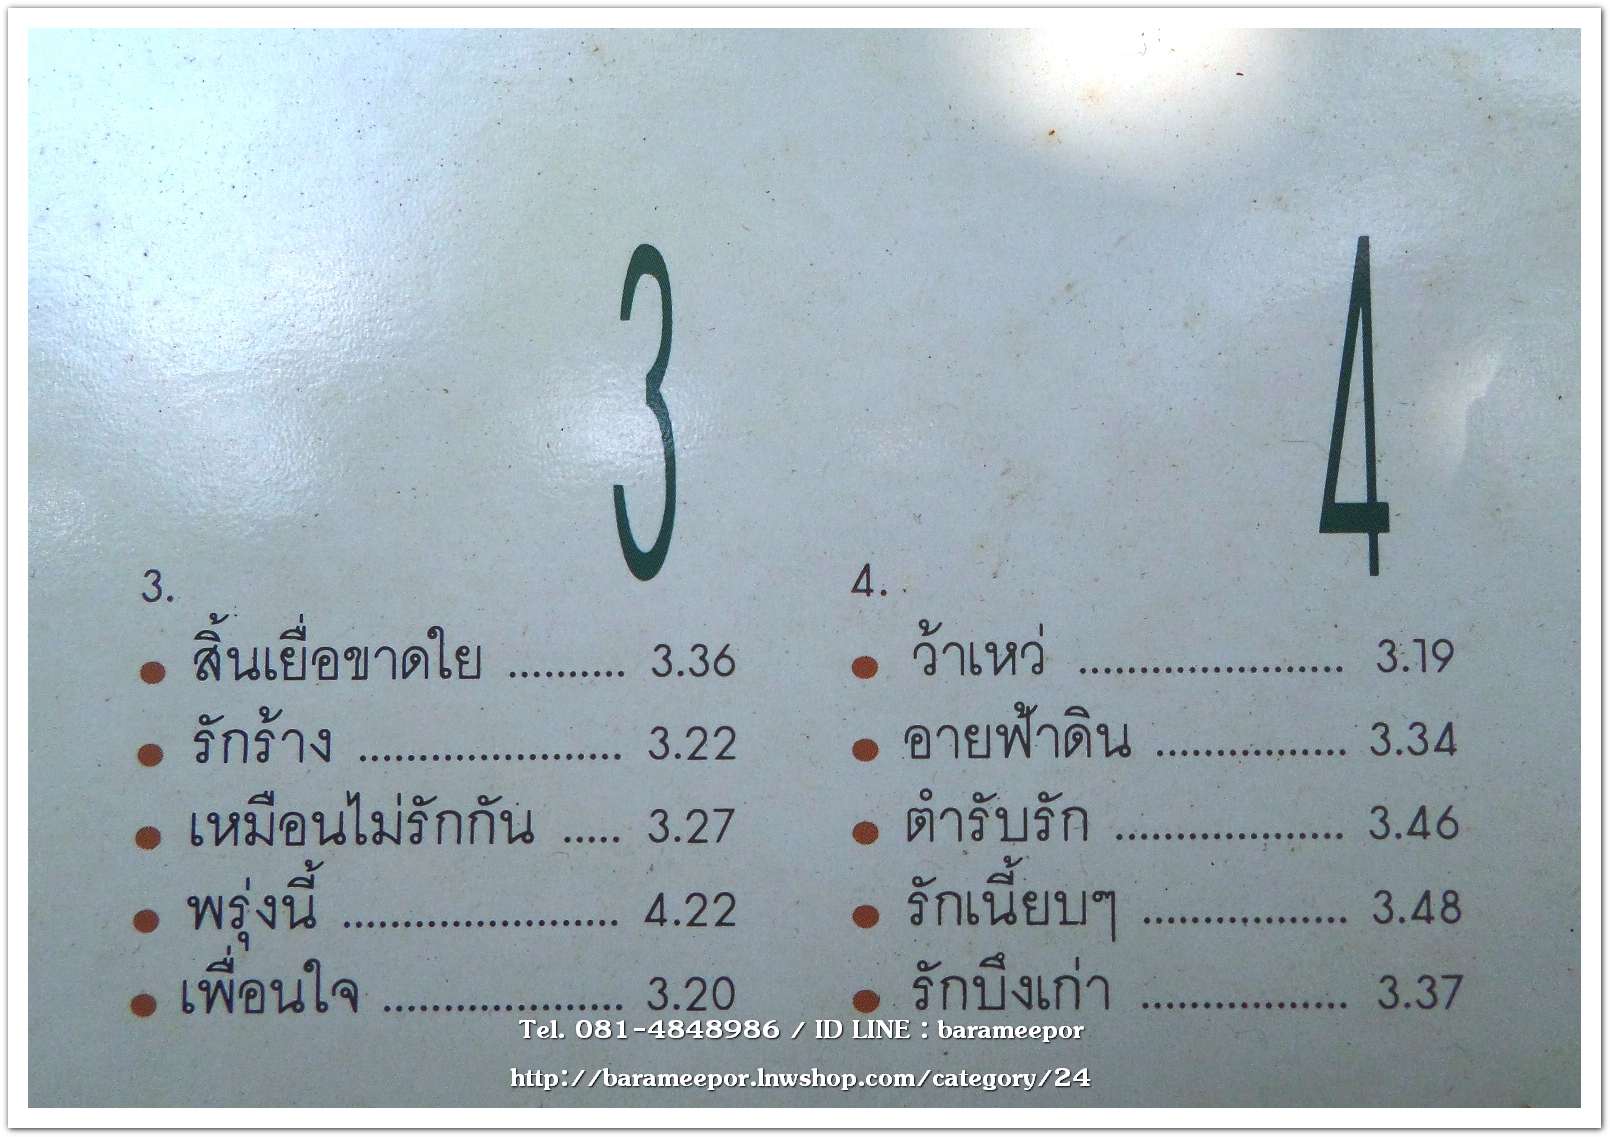 3
3.
สิ้นเยื่อขาดใย .......... 3.36
รักร้าง ...................... 3.22
เหมือนไม่รักกัน ..... 3.27
พรุ่งนี้ ....................... 4.22
เพื่อนใจ .................... 3.20
4
4.
ว้าเหว่ ...................... 3.19
อายฟ้าดิน ................ 3.34
ตำรับรัก ................... 3.46
รักเนี้ยบๆ ................. 3.48
รักบึงเก่า ................. 3.37
Tel. 081-4848986 / ID LINE : barameepor
http://barameepor.lnwshop.com/category/24